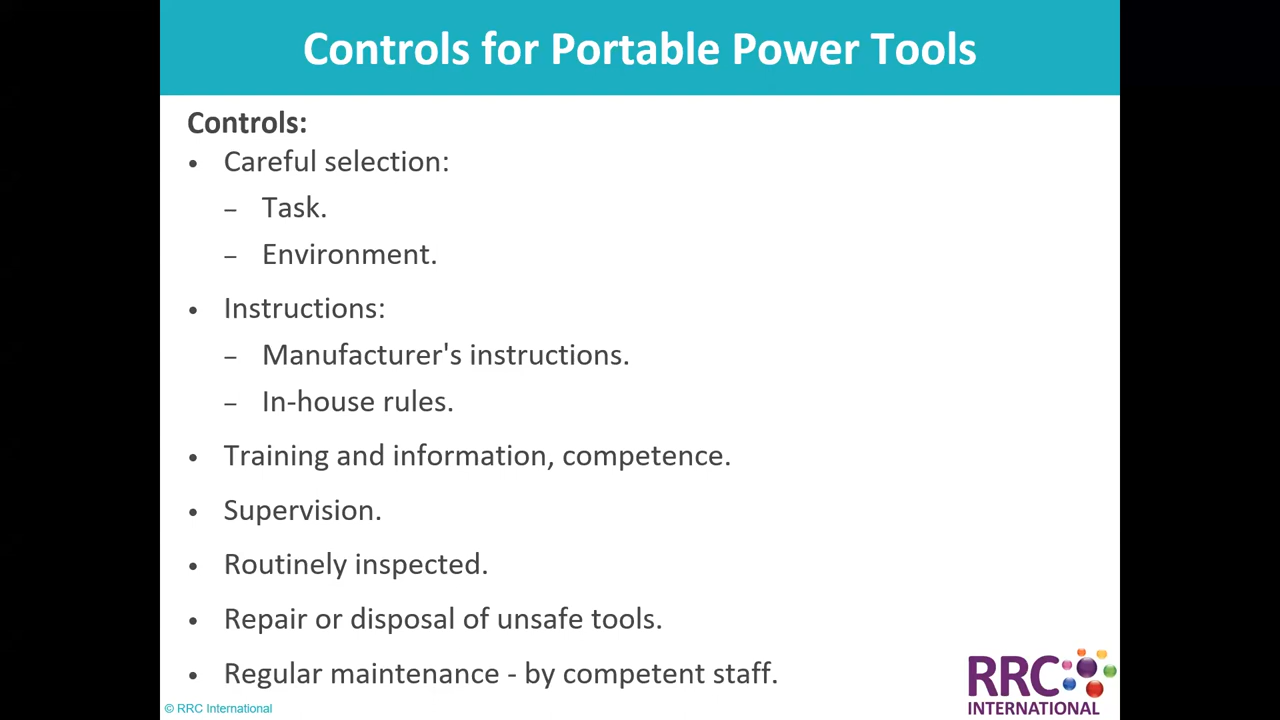 Controls for Portable Power Tools
Controls:
• Careful selection:
– Task.
– Environment.
• Instructions:
– Manufacturer's instructions.
– In-house rules.
• Training and information, competence.
• Supervision.
• Routinely inspected.
• Repair or disposal of unsafe tools.
• Regular maintenance - by competent staff.
RRC
INTERNATIONAL
© RRC International